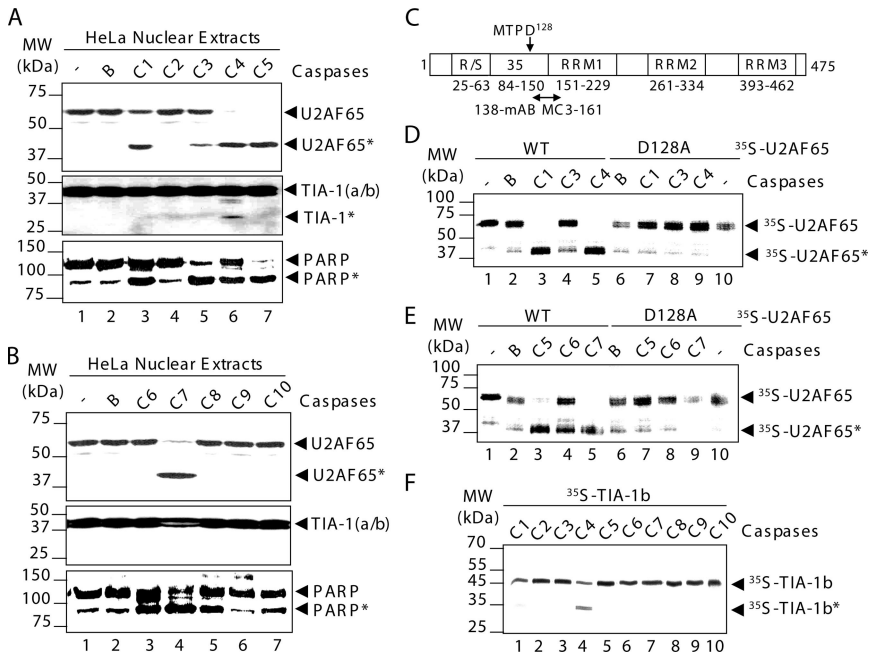 A
HeLa Nuclear Extracts
MW
(kDa)
- B C1 C2 C3 C4 C5 Caspases
75
50
37
U2AF65
U2AF65*
50
37
25
TIA-1(a/b)
TIA-1*
150
100
75
PARP
PARP*
1 2 3 4 5 6 7
B
HeLa Nuclear Extracts
MW
(kDa)
- B C6 C7 C8 C9 C10 Caspases
75
50
37
U2AF65
U2AF65*
50
37
25
TIA-1(a/b)
150
100
75
PARP
PARP*
1 2 3 4 5 6 7
C
MTPD128
1 R/S 35 RRM1 RRM2 RRM3 475
25-63 84-150 151-229 261-334 393-462
138-mAB MC3-161
D
WT D128A 35S-U2AF65
MW
(kDa)
- B C1 C3 C4 B C1 C3 C4 - Caspases
100
75
50
37
35S-U2AF65
35S-U2AF65*
1 2 3 4 5 6 7 8 9 10
E
WT D128A 35S-U2AF65
MW
(kDa)
- B C5 C6 C7 B C5 C6 C7 - Caspases
100
75
50
37
35S-U2AF65
35S-U2AF65*
1 2 3 4 5 6 7 8 9 10
F
35S-TIA-1b
MW
(kDa)
C1 C2 C3 C4 C5 C6 C7 C8 C9 C10 Caspases
70
55
45
35
25
35S-TIA-1b
35S-TIA-1b*
1 2 3 4 5 6 7 8 9 10